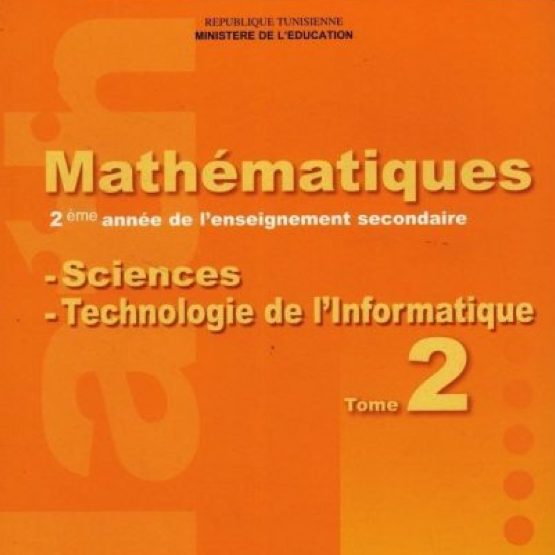 REPUBLIQUE TUNISIENNE
MINISTERE DE L'EDUCATION
Mathématiques
2ème année de l'enseignement secondaire
- Sciences
- Technologie de l'Informatique
Tome 2